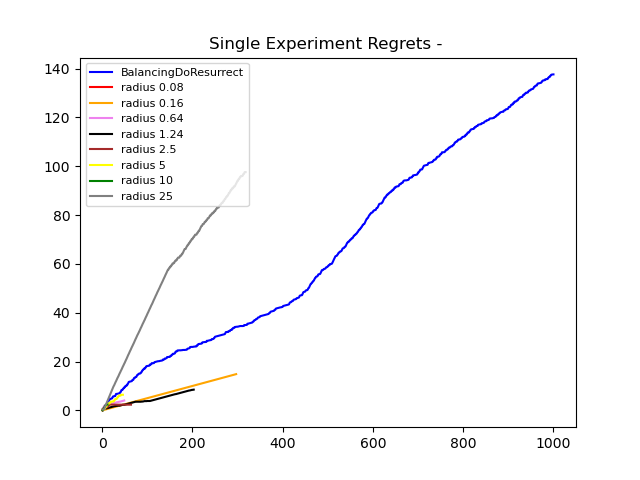 Single Experiment Regrets -
140
120
100
80
60
40
20
0
BalancingDoResurrect
radius 0.08
radius 0.16
radius 0.64
radius 1.24
radius 2.5
radius 5
radius 10
radius 25
0 200 400 600 800 1000